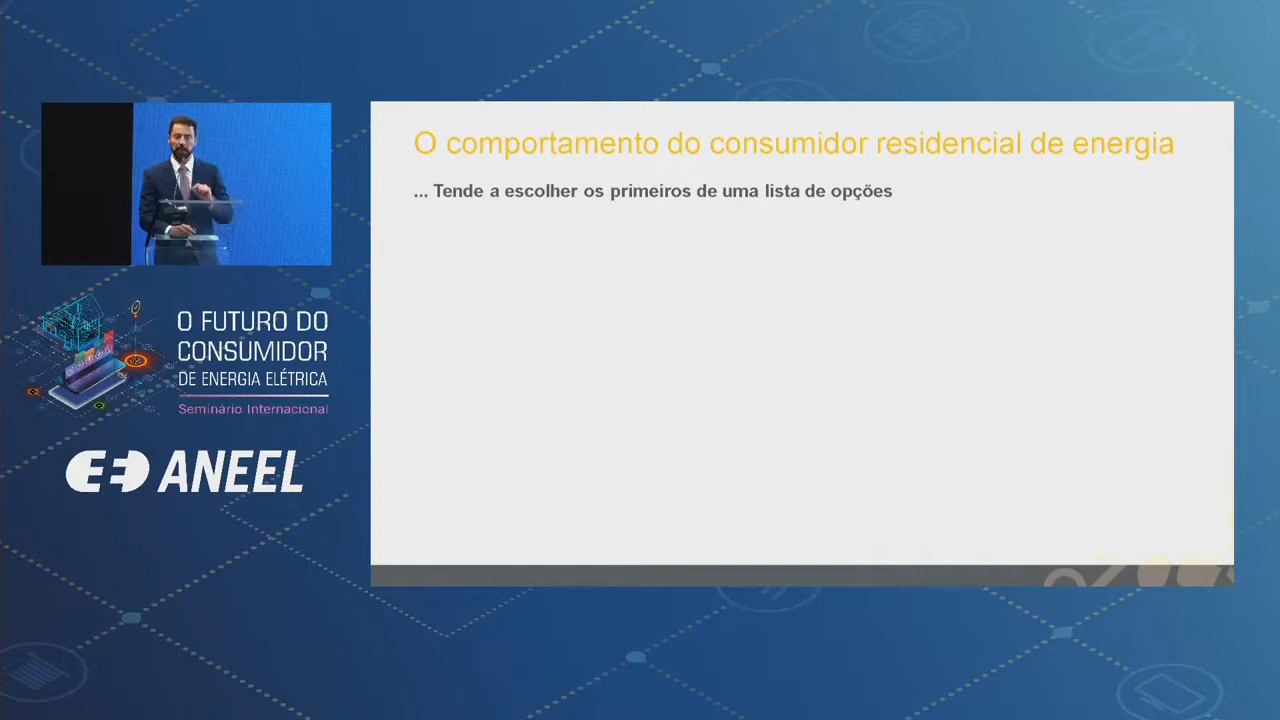 O comportamento do consumidor residencial de energia
... Tende a escolher os primeiros de uma lista de opções
O FUTURO DO
CONSUMIDOR
DE ENERGIA ELÉTRICA
Seminário Internacional
ANEEL